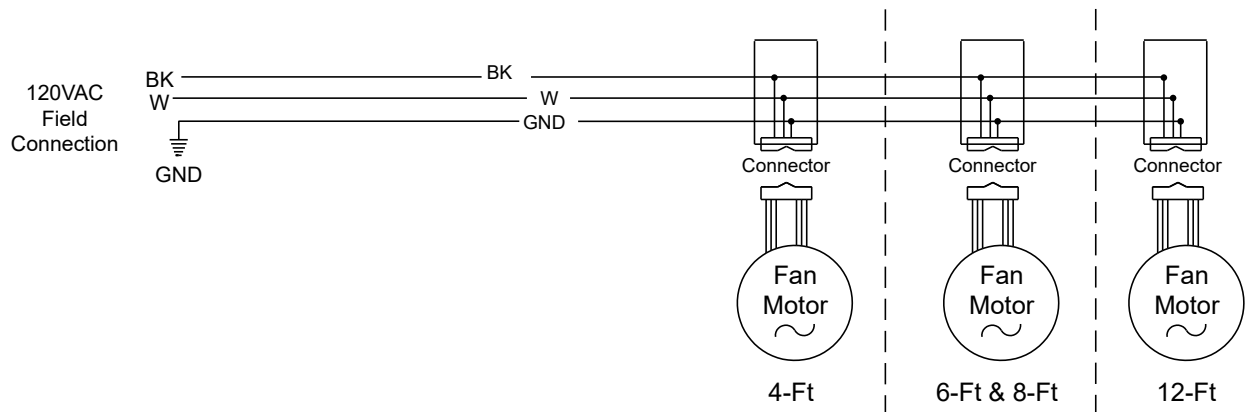 120VAC
Field
Connection
BK
W
GND
BK
W
GND
Connector
Connector
Connector
Fan
Motor
Fan
Motor
Fan
Motor
4-Ft
6-Ft & 8-Ft
12-Ft